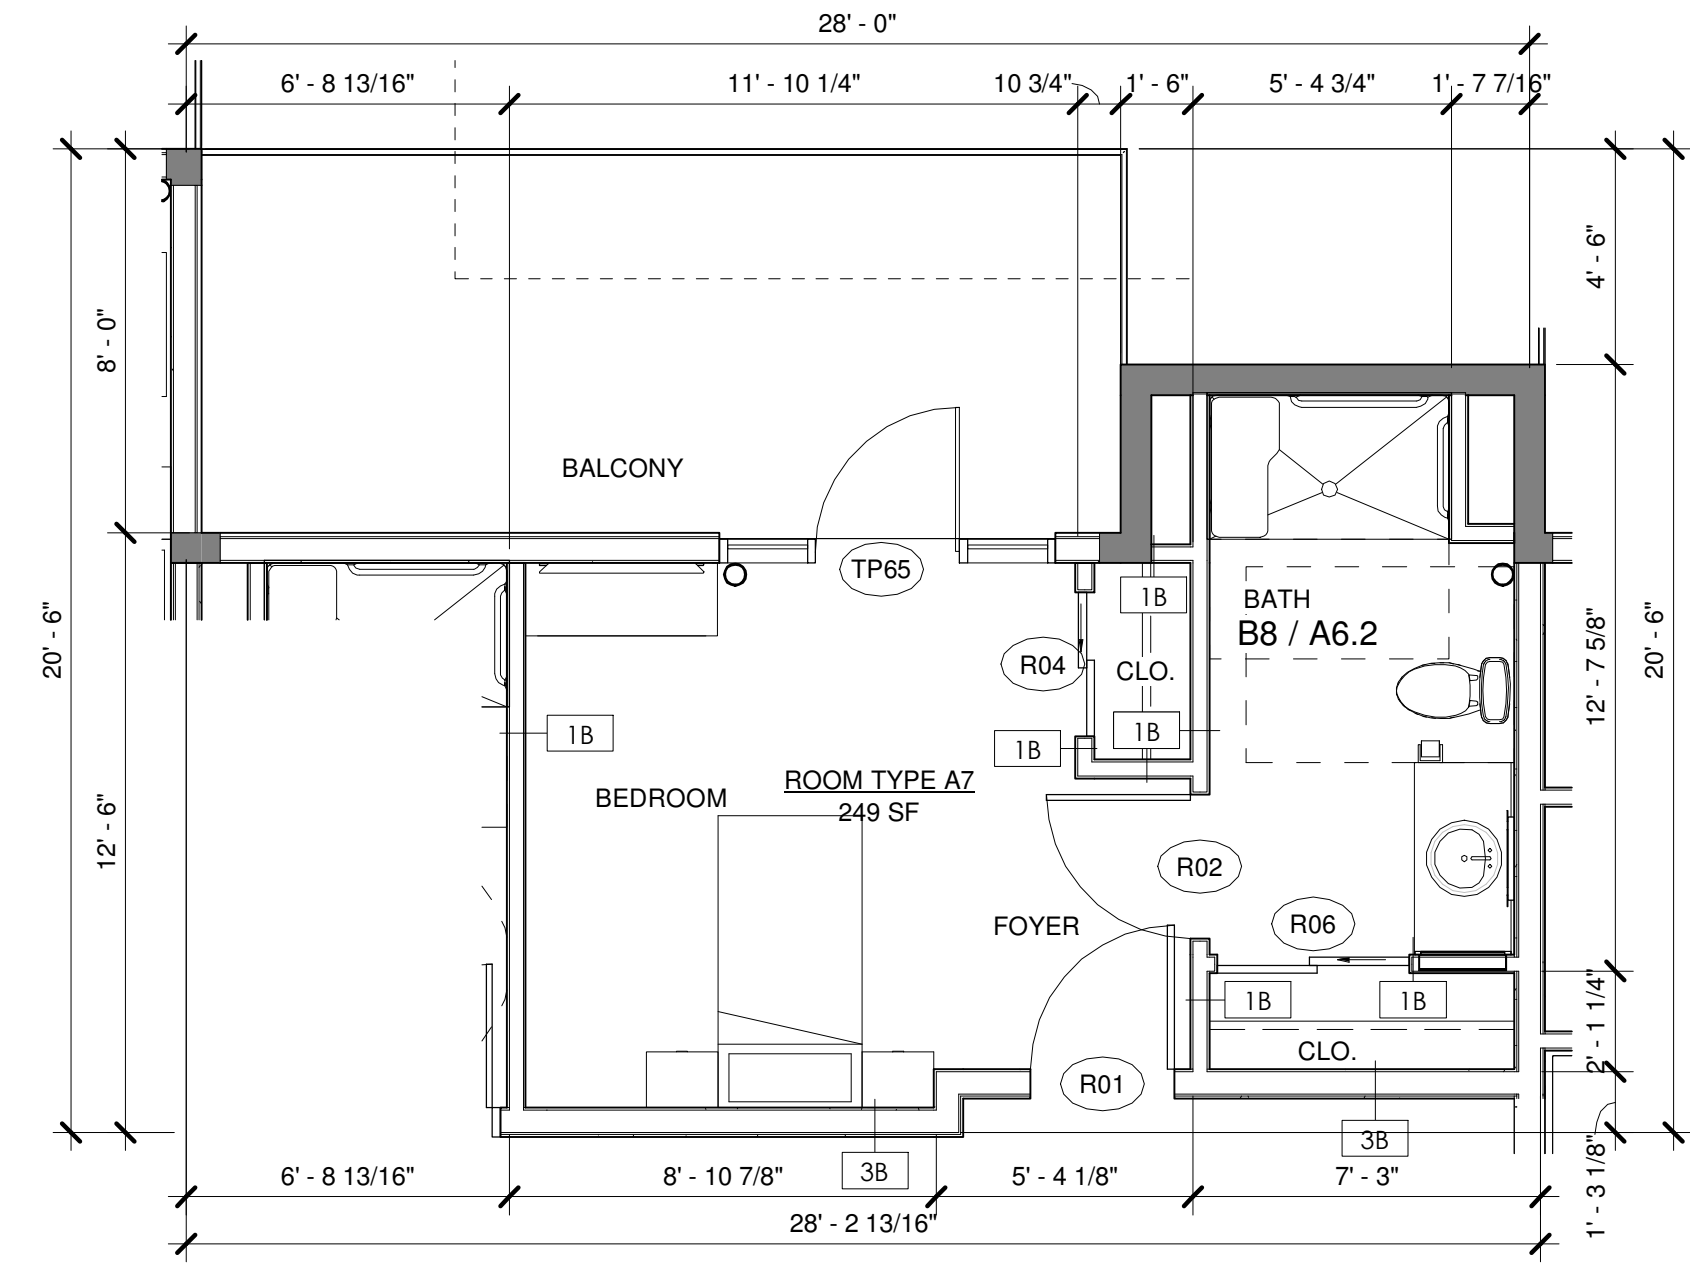 28' - 0"
6' - 8 13/16"
11' - 10 1/4"
10 3/4"
1' - 6"
5' - 4 3/4"
1' - 7 7/16"
4' - 6"
8' - 0"
BALCONY
TP65
1B
BATH
B8 / A6.2
20' - 6"
12' - 7 5/8"
20' - 6"
R04
CLO.
1B
1B
1B
ROOM TYPE A7
249 SF
BEDROOM
12' - 6"
R02
FOYER
R06
1B
1B
2' - 1 1/4"
CLO.
R01
3B
3B
1' - 3 1/8"
6' - 8 13/16"
8' - 10 7/8"
5' - 4 1/8"
7' - 3"
28' - 2 13/16"